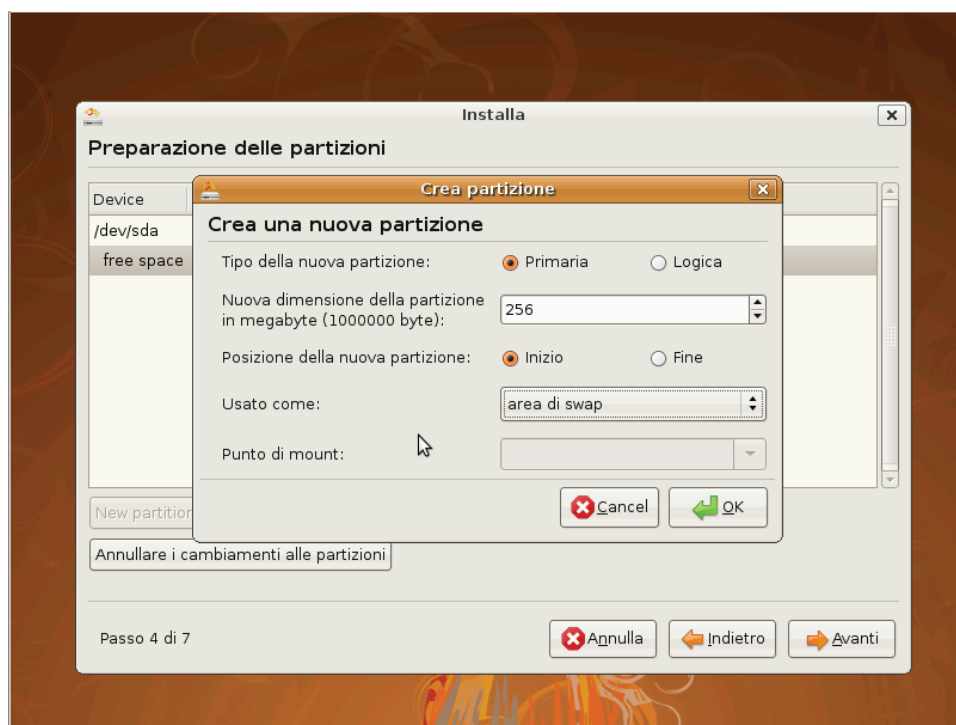 Installa
Preparazione delle partizioni
Device
/dev/sda
free space
New partition
Annullare i cambiamenti alle partizioni
Crea partizione
Crea una nuova partizione
Tipo della nuova partizione:
Primaria
Logica
Nuova dimensione della partizione
in megabyte (1000000 byte):
256
Posizione della nuova partizione:
Inizio
Fine
Usato come:
area di swap
Punto di mount:
Cancel
OK
Passo 4 di 7
Annulla
Indietro
Avanti